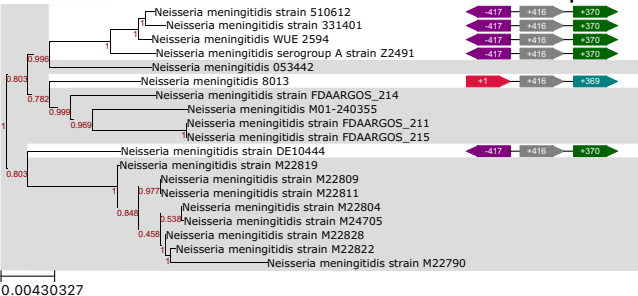 Neisseria meningitidis strain 510612 -417 +416 +370
Neisseria meningitidis strain 331401 -417 +416 +370
Neisseria meningitidis WUE 2594 -417 +416 +370
Neisseria meningitidis serogroup A strain Z2491 -417 +416 +370
0.996
Neisseria meningitidis 053442
0.803
Neisseria meningitidis 8013 +1 +416 +369
0.782
Neisseria meningitidis strain FDAARGOS_214
0.999
Neisseria meningitidis M01-240355
0.969
Neisseria meningitidis strain FDAARGOS_211
1
Neisseria meningitidis strain FDAARGOS_215
Neisseria meningitidis strain DE10444 -417 +416 +370
0.803
Neisseria meningitidis strain M22819
Neisseria meningitidis strain M22809
0.977
Neisseria meningitidis strain M22811
0.848
Neisseria meningitidis strain M22804
0.538
Neisseria meningitidis strain M24705
0.458
Neisseria meningitidis strain M22828
1
Neisseria meningitidis strain M22822
1
Neisseria meningitidis strain M22790
0.00430327